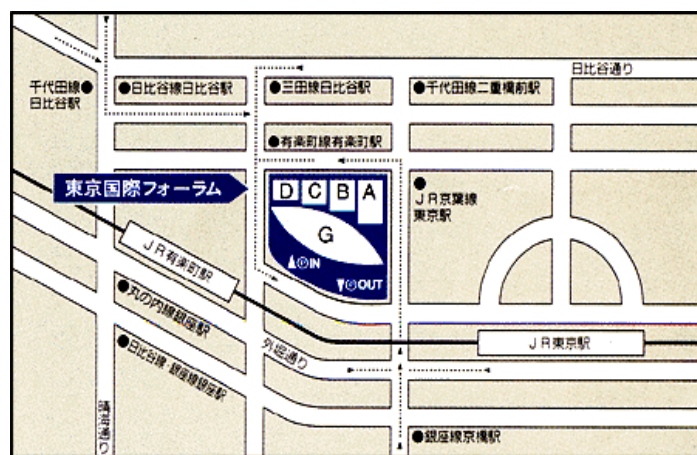 日比谷通り
千代田線●
日比谷駅
●日比谷線日比谷駅
●三田線日比谷駅
●千代田線二重橋前駅
●有楽町線有楽町駅
東京国際フォーラム
D C B A
G
▲ⓅIN
▼ⓅOUT
●
JR京葉線
東京駅
JR有楽町駅
●丸の内線銀座駅
●日比谷線・銀座線銀座駅
外堀通り
JR東京駅
晴海通り
●銀座線京橋駅